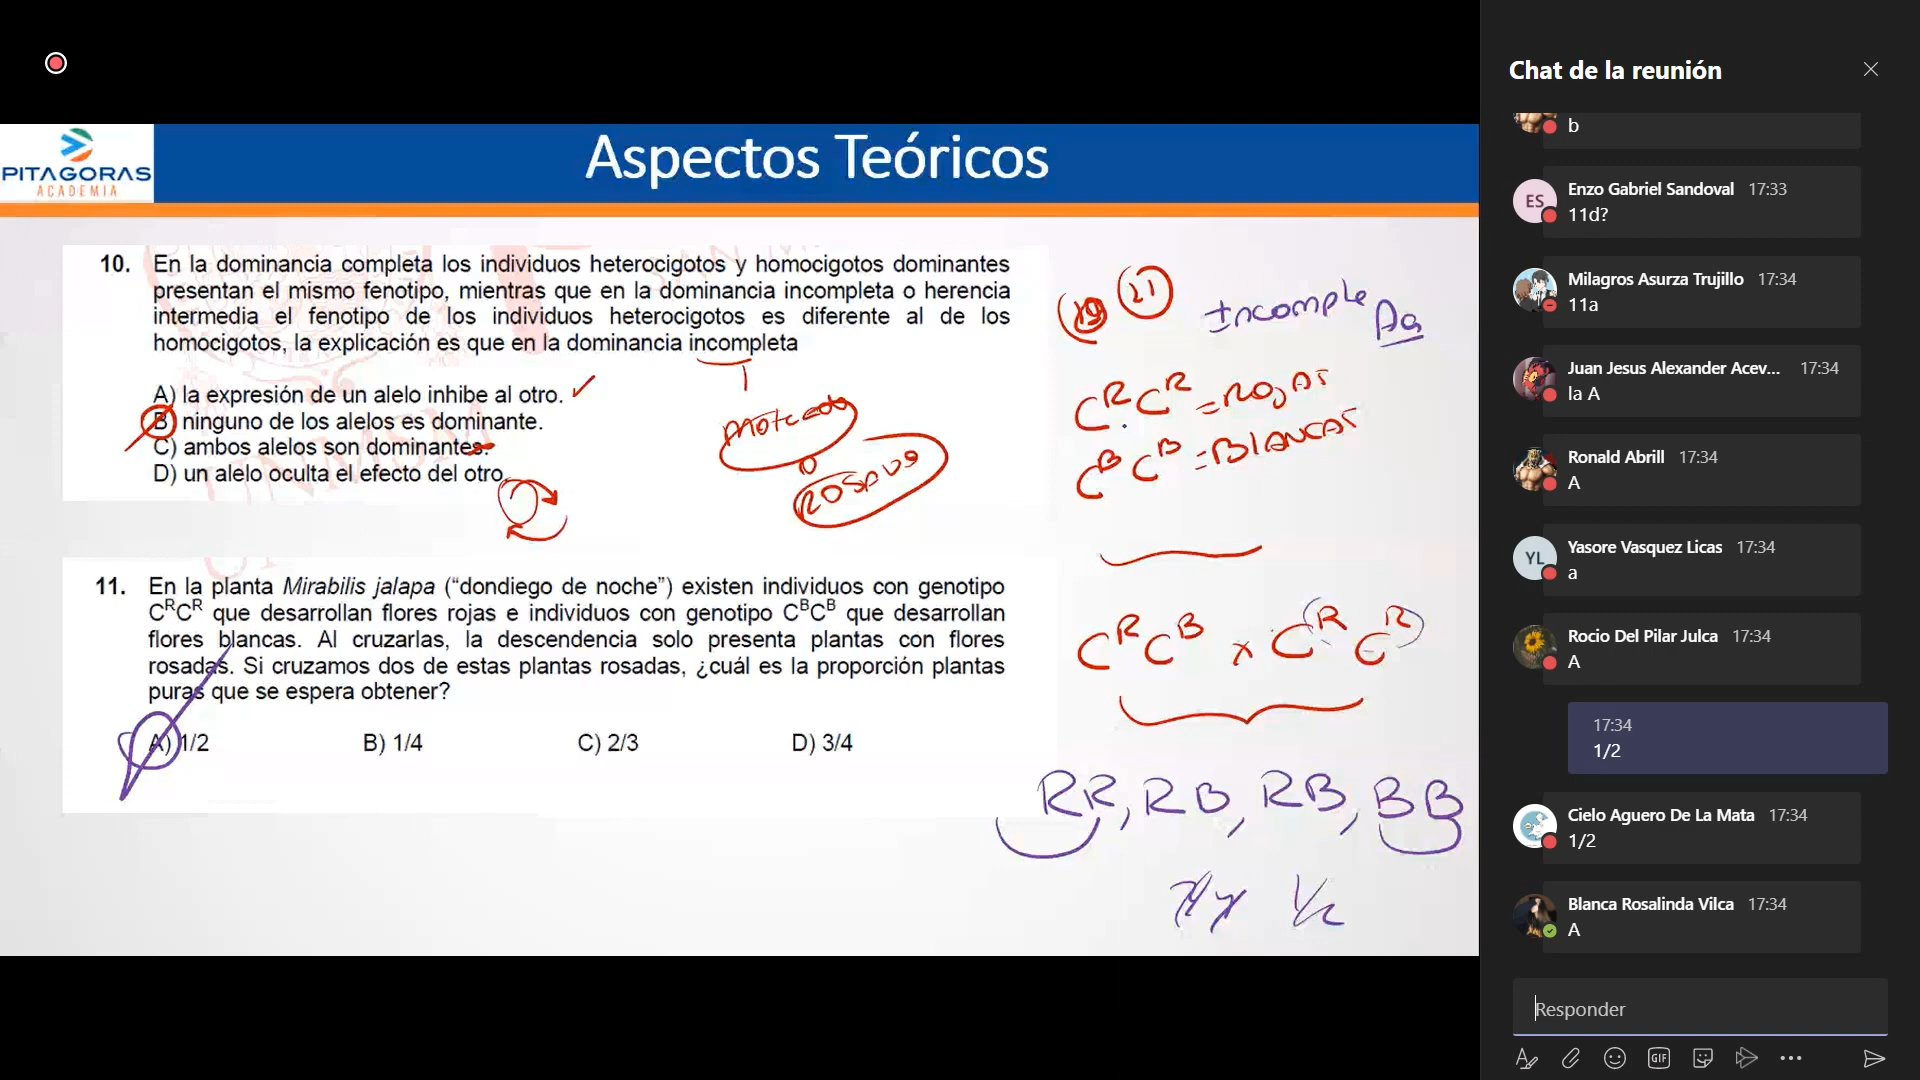 PITAGORAS
ACADEMIA
Aspectos Teóricos
10. En la dominancia completa los individuos heterocigotos y homocigotos dominantes
presentan el mismo fenotipo, mientras que en la dominancia incompleta o herencia
intermedia el fenotipo de los individuos heterocigotos es diferente al de los
homocigotos, la explicación es que en la dominancia incompleta
A) la expresión de un alelo inhibe al otro.
B) ninguno de los alelos es dominante.
C) ambos alelos son dominantes.
D) un alelo oculta el efecto del otro.
21
Incompleta
CᴿCᴿ = Rojas
CᴮCᴮ = Blancas
11. En la planta Mirabilis jalapa (“dondiego de noche”) existen individuos con genotipo
CᴿCᴿ que desarrollan flores rojas e individuos con genotipo CᴮCᴮ que desarrollan
flores blancas. Al cruzarlas, la descendencia solo presenta plantas con flores
rosadas. Si cruzamos dos de estas plantas rosadas, ¿cuál es la proporción plantas
puras que se espera obtener?
A) 1/2 B) 1/4 C) 2/3 D) 3/4
CᴿCᴮ x CᴿCᴿ
RR, RB, RB, BB
1/2
Chat de la reunión
b
ES
Enzo Gabriel Sandoval 17:33
11d?
Milagros Asurza Trujillo 17:34
11a
Juan Jesus Alexander Acev... 17:34
la A
Ronald Abrill 17:34
A
YL
Yasore Vasquez Licas 17:34
a
Rocio Del Pilar Julca 17:34
A
17:34
1/2
Cielo Aguero De La Mata 17:34
1/2
Blanca Rosalinda Vilca 17:34
A
Responder
GIF